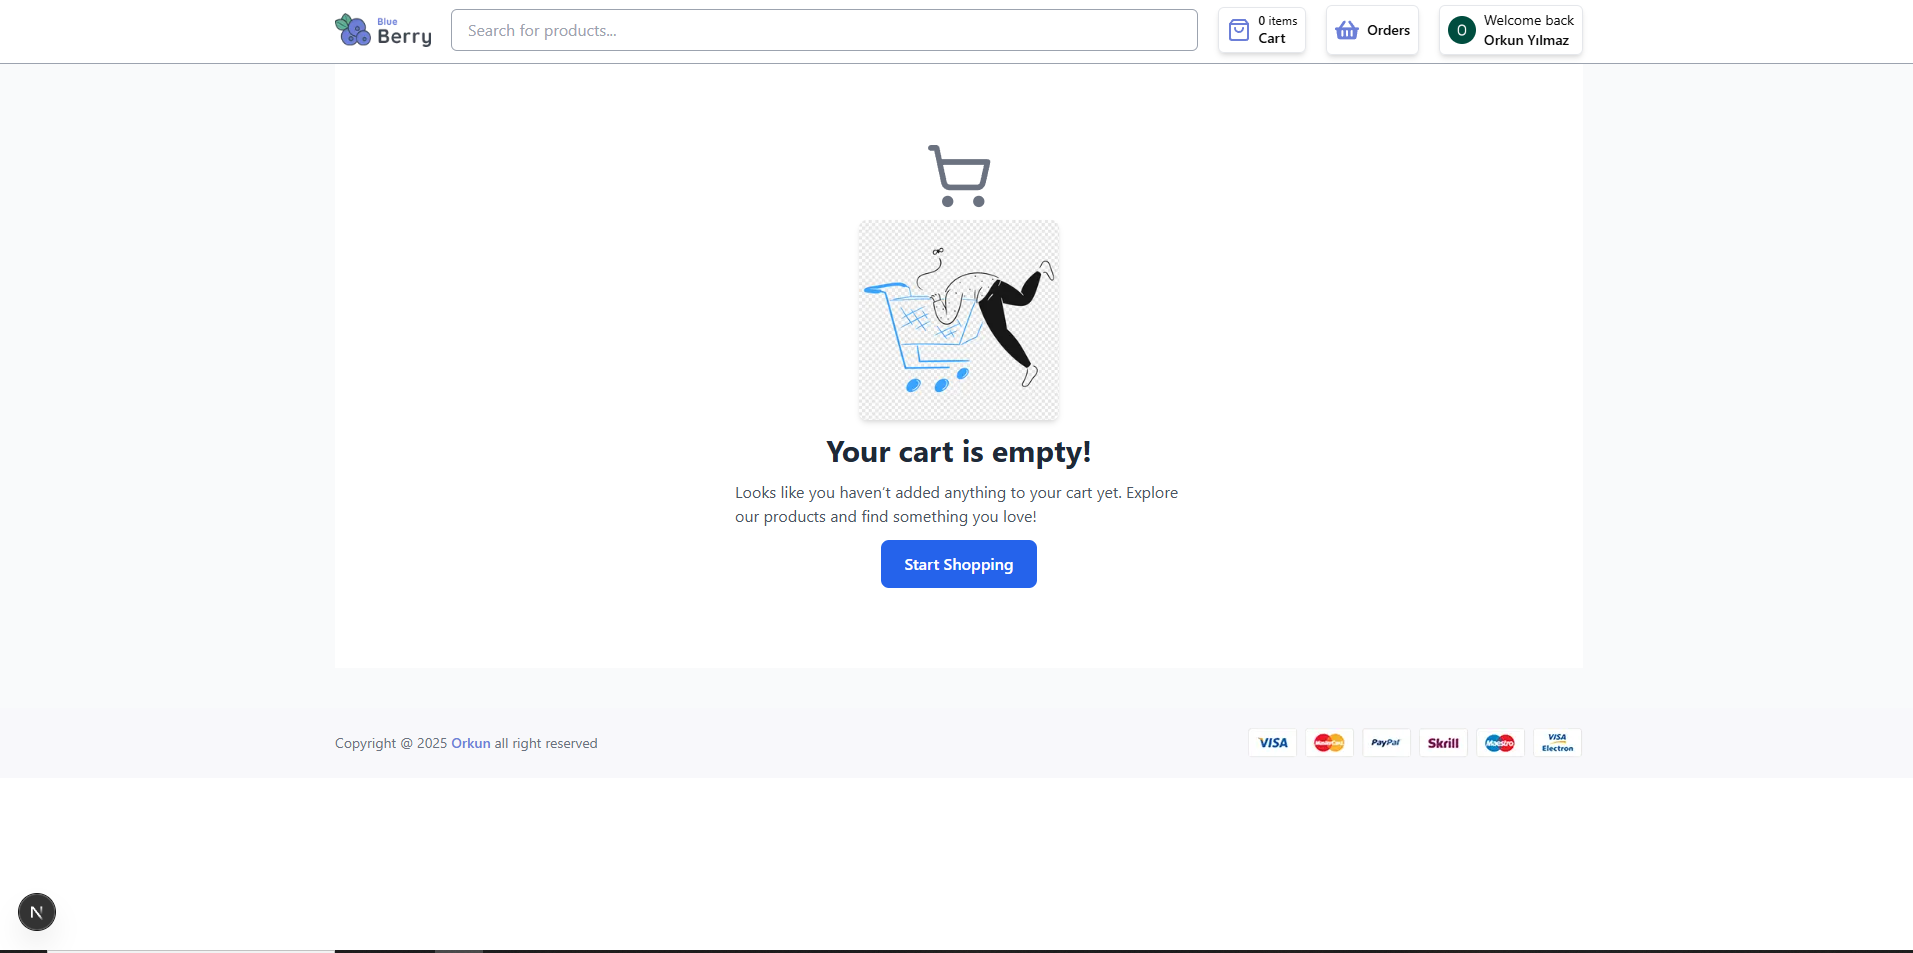 Blue
Berry
Search for products...
0 items
Cart
Orders
O
Welcome back
Orkun Yılmaz
Your cart is empty!
Looks like you haven't added anything to your cart yet. Explore
our products and find something you love!
Start Shopping
Copyright @ 2025 Orkun all right reserved
VISA
MasterCard
PayPal
Skrill
Maestro
VISA
Electron
N